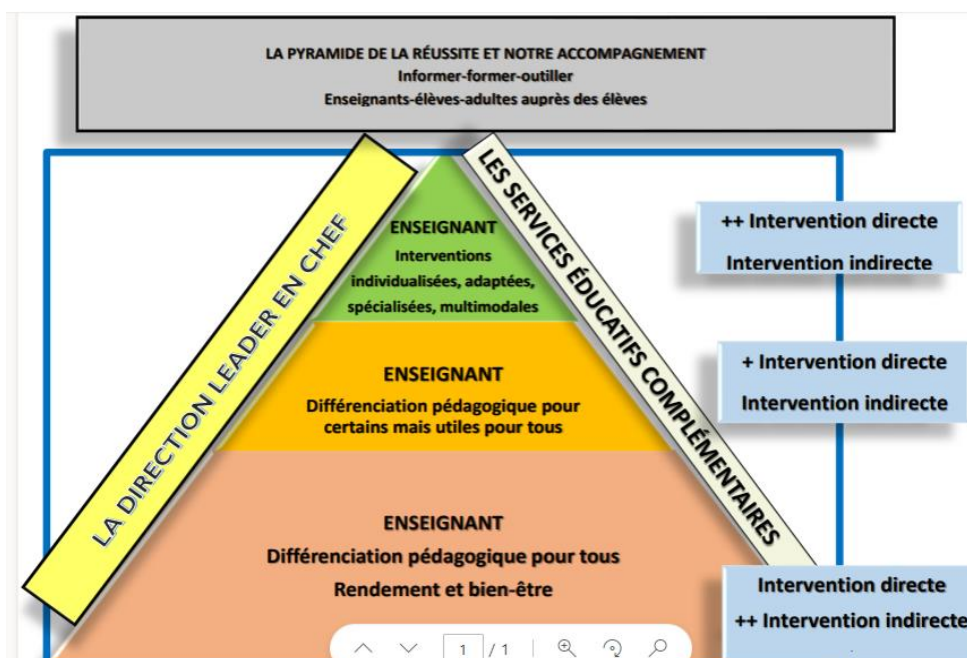 LA PYRAMIDE DE LA RÉUSSITE ET NOTRE ACCOMPAGNEMENT
Informer-former-outiller
Enseignants-élèves-adultes auprès des élèves
LA DIRECTION LEADER EN CHEF
LES SERVICES ÉDUCATIFS COMPLÉMENTAIRES
ENSEIGNANT
Interventions
individualisées, adaptées,
spécialisées, multimodales
++ Intervention directe
Intervention indirecte
ENSEIGNANT
Différenciation pédagogique pour
certains mais utiles pour tous
+ Intervention directe
Intervention indirecte
ENSEIGNANT
Différenciation pédagogique pour tous
Rendement et bien-être
Intervention directe
++ Intervention indirecte
1 / 1